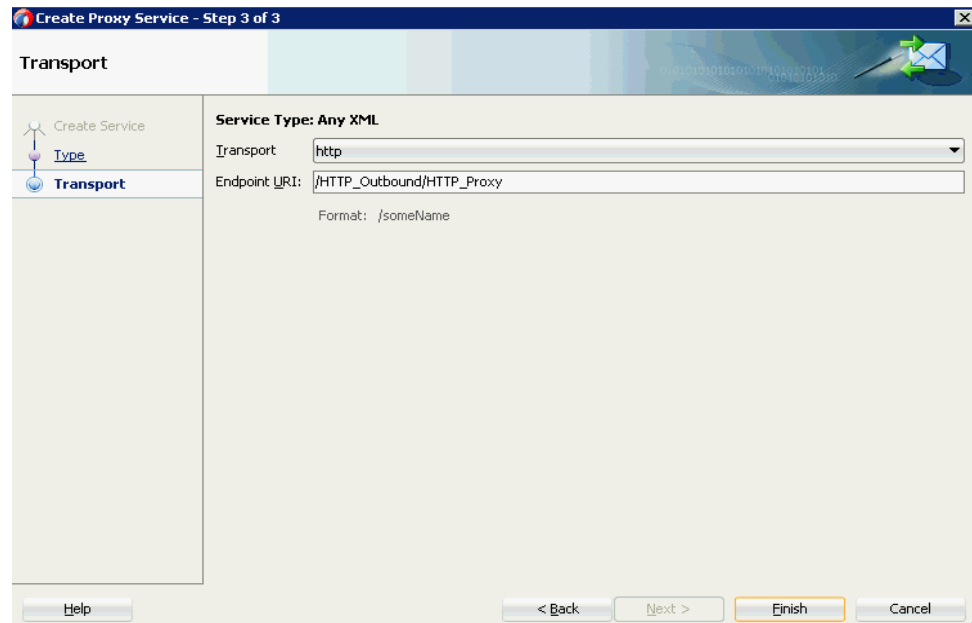 Create Proxy Service - Step 3 of 3
Transport
Create Service
Type
Transport
Service Type: Any XML
Transport http
Endpoint URI: /HTTP_Outbound/HTTP_Proxy
Format: /someName
Help < Back Next > Finish Cancel